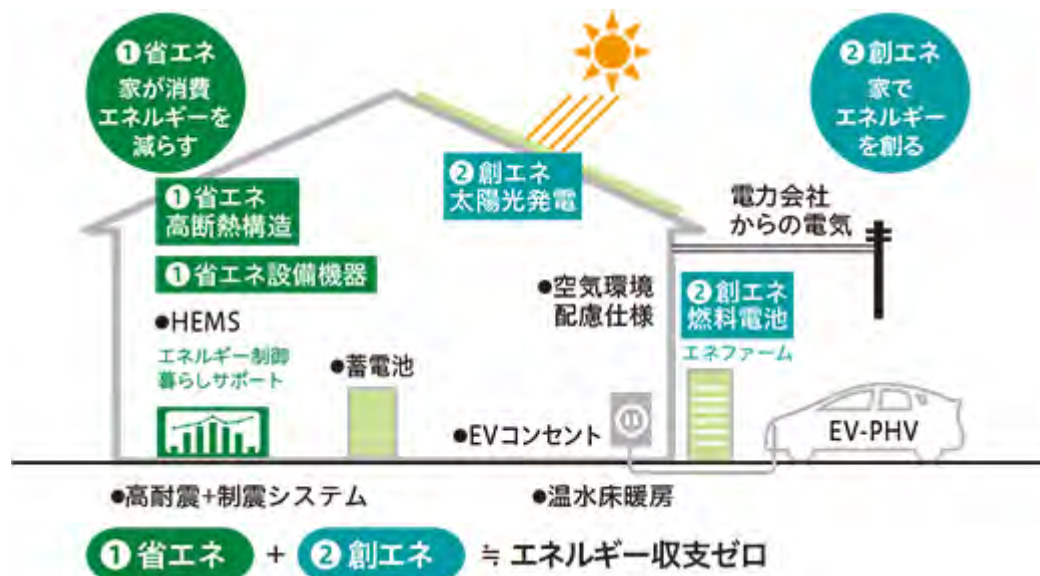 ❶省エネ
家が消費
エネルギーを
減らす
❷創エネ
家で
エネルギー
を創る
❶省エネ
高断熱構造
❷創エネ
太陽光発電
電力会社
からの電気
❶省エネ設備機器
●HEMS
エネルギー制御
暮らしサポート
●蓄電池
●空気環境
配慮仕様
❷創エネ
燃料電池
エネファーム
●EVコンセント
EV-PHV
●高耐震+制震システム
●温水床暖房
❶省エネ + ❷創エネ ≒ エネルギー収支ゼロ